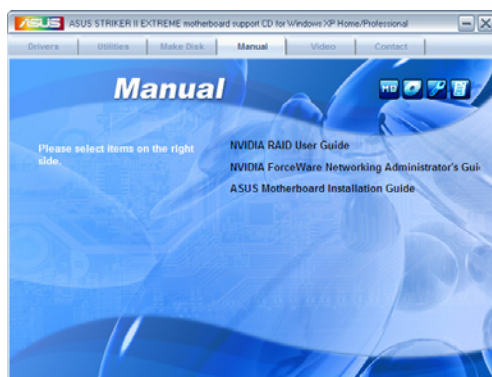 ASUS ASUS STRIKER II EXTREME motherboard support CD for Windows XP Home/Professional
Drivers Utilities Make Disk Manual Video Contact
Manual
Please select items on the right
side.
NVIDIA RAID User Guide
NVIDIA ForceWare Networking Administrator's Gui
ASUS Motherboard Installation Guide